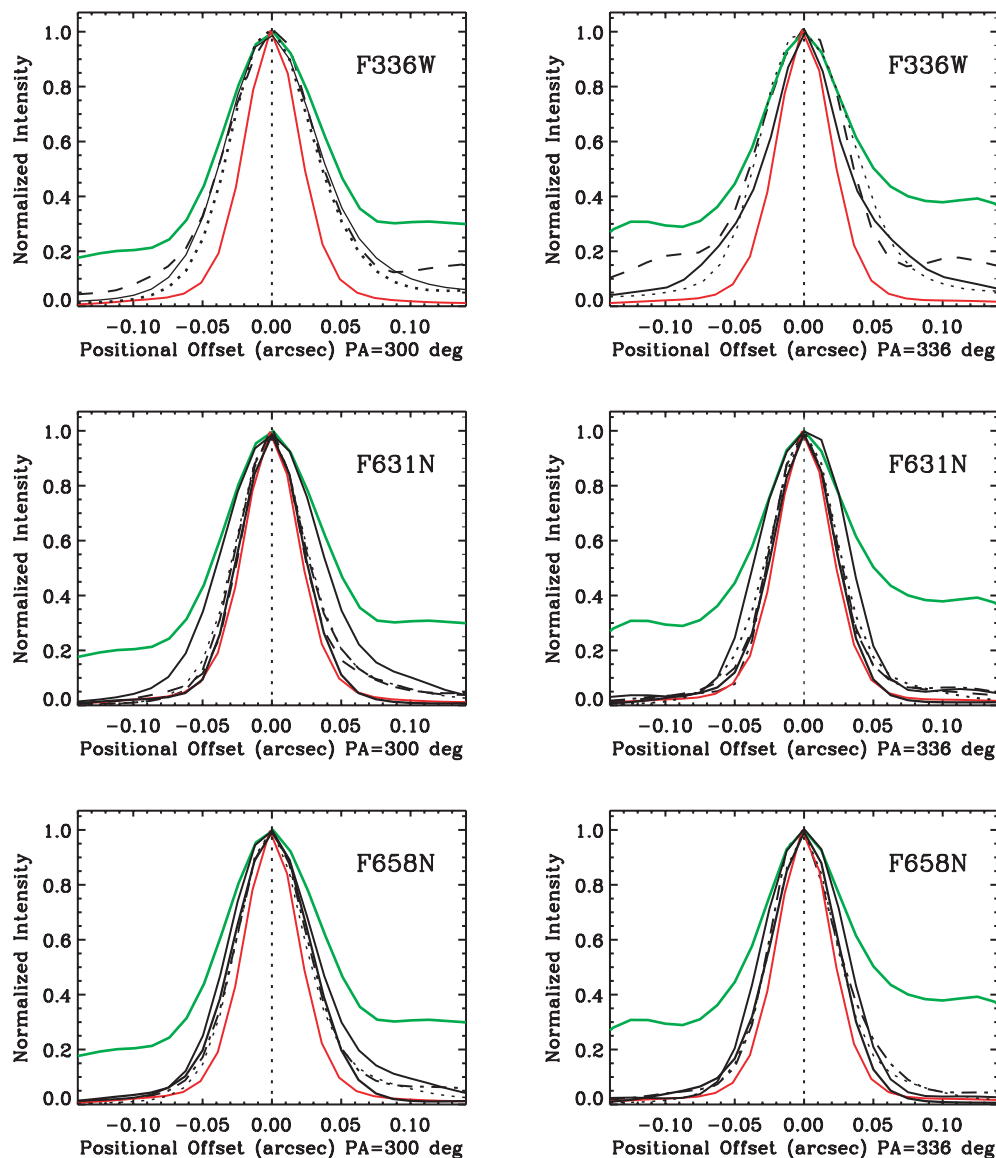 F336W
Normalized Intensity
1.0
0.8
0.6
0.4
0.2
0.0
−0.10 −0.05 0.00 0.05 0.10
Positional Offset (arcsec) PA=300 deg
F336W
Normalized Intensity
1.0
0.8
0.6
0.4
0.2
0.0
−0.10 −0.05 0.00 0.05 0.10
Positional Offset (arcsec) PA=336 deg
F631N
Normalized Intensity
1.0
0.8
0.6
0.4
0.2
0.0
−0.10 −0.05 0.00 0.05 0.10
Positional Offset (arcsec) PA=300 deg
F631N
Normalized Intensity
1.0
0.8
0.6
0.4
0.2
0.0
−0.10 −0.05 0.00 0.05 0.10
Positional Offset (arcsec) PA=336 deg
F658N
Normalized Intensity
1.0
0.8
0.6
0.4
0.2
0.0
−0.10 −0.05 0.00 0.05 0.10
Positional Offset (arcsec) PA=300 deg
F658N
Normalized Intensity
1.0
0.8
0.6
0.4
0.2
0.0
−0.10 −0.05 0.00 0.05 0.10
Positional Offset (arcsec) PA=336 deg